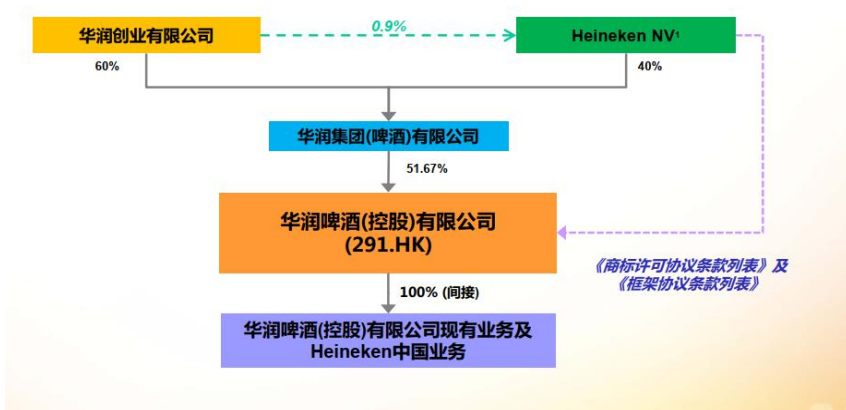 华润创业有限公司
0.9%
Heineken NV¹
60%
40%
华润集团(啤酒)有限公司
51.67%
华润啤酒(控股)有限公司
(291.HK)
《商标许可协议条款列表》及
《框架协议条款列表》
100% (间接)
华润啤酒(控股)有限公司现有业务及
Heineken中国业务